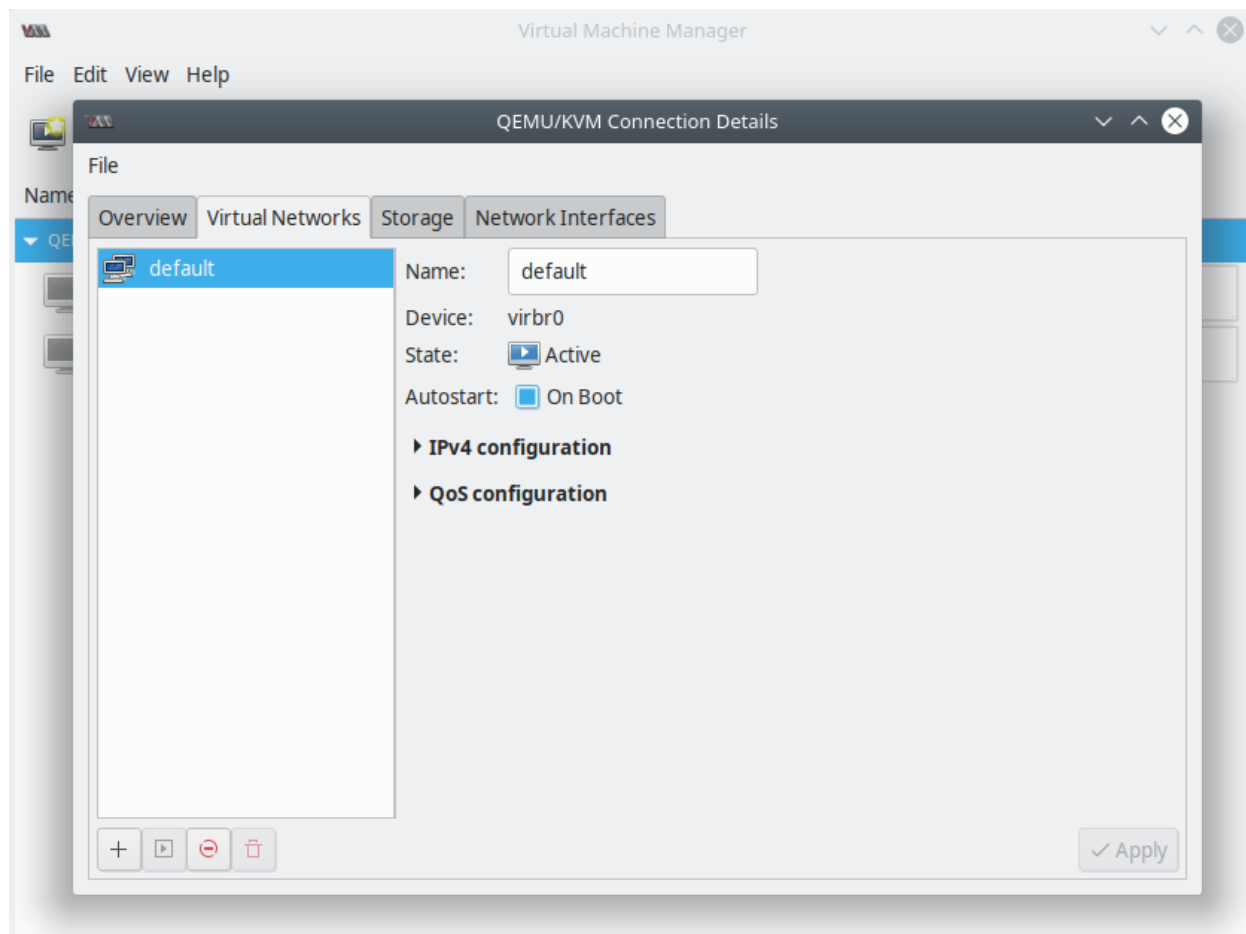 Virtual Machine Manager
File Edit View Help
QEMU/KVM Connection Details
File
Name
Overview Virtual Networks Storage Network Interfaces
default
Name: default
Device: virbr0
State: Active
Autostart: On Boot
IPv4 configuration
QoS configuration
Apply